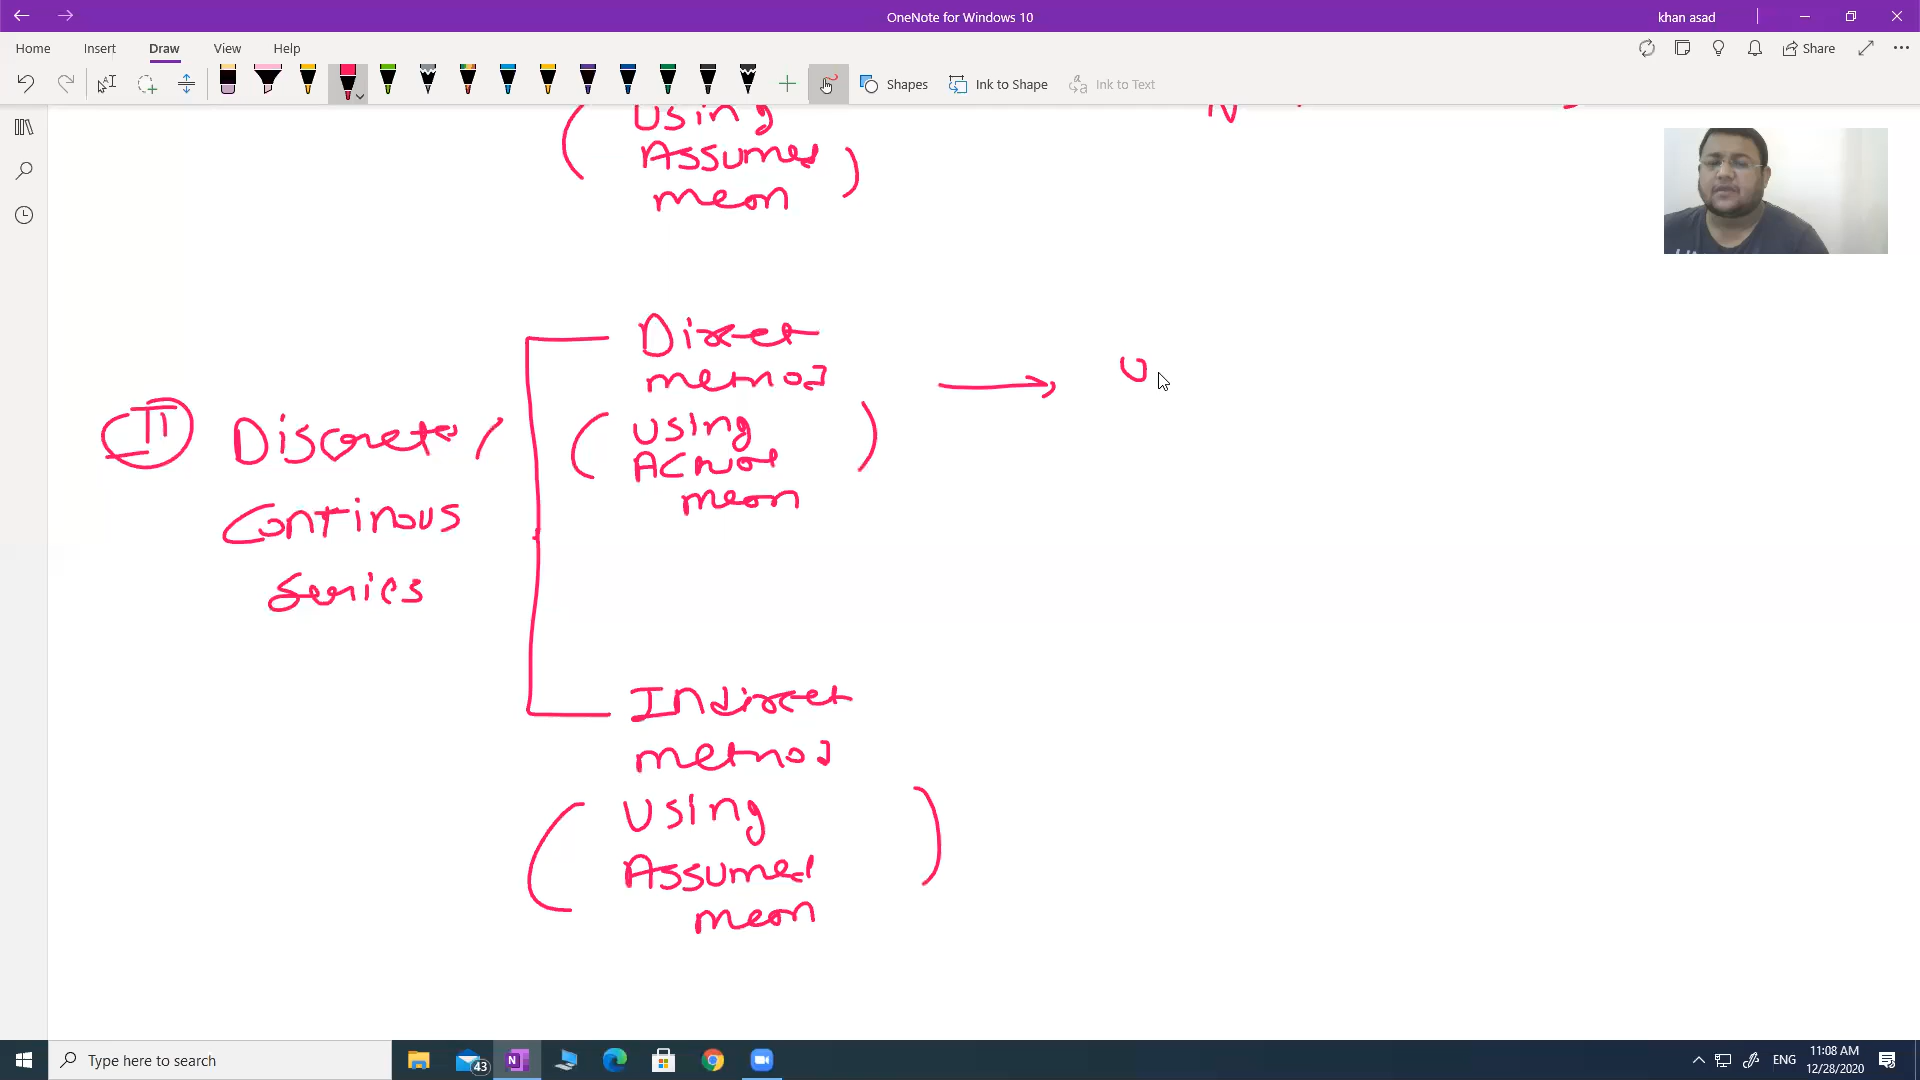 OneNote for Windows 10
khan asad
Home Insert Draw View Help
Share
Shapes Ink to Shape Ink to Text
Using
Assumed
mean
Direct
method
(Using
Actual
mean)
II Discrete/
Continous
Series
Indirect
method
(Using
Assumed
mean)
Type here to search
43
ENG
11:08 AM
12/28/2020